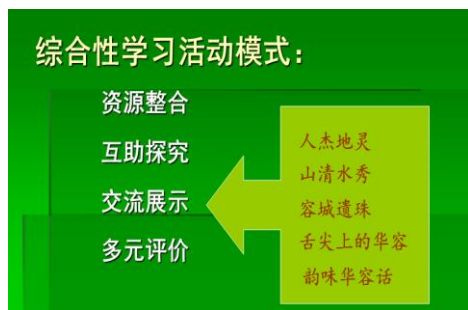 综合性学习活动模式：
资源整合
互助探究
交流展示
多元评价
人杰地灵
山清水秀
容城遗珠
舌尖上的华容
韵味华容话